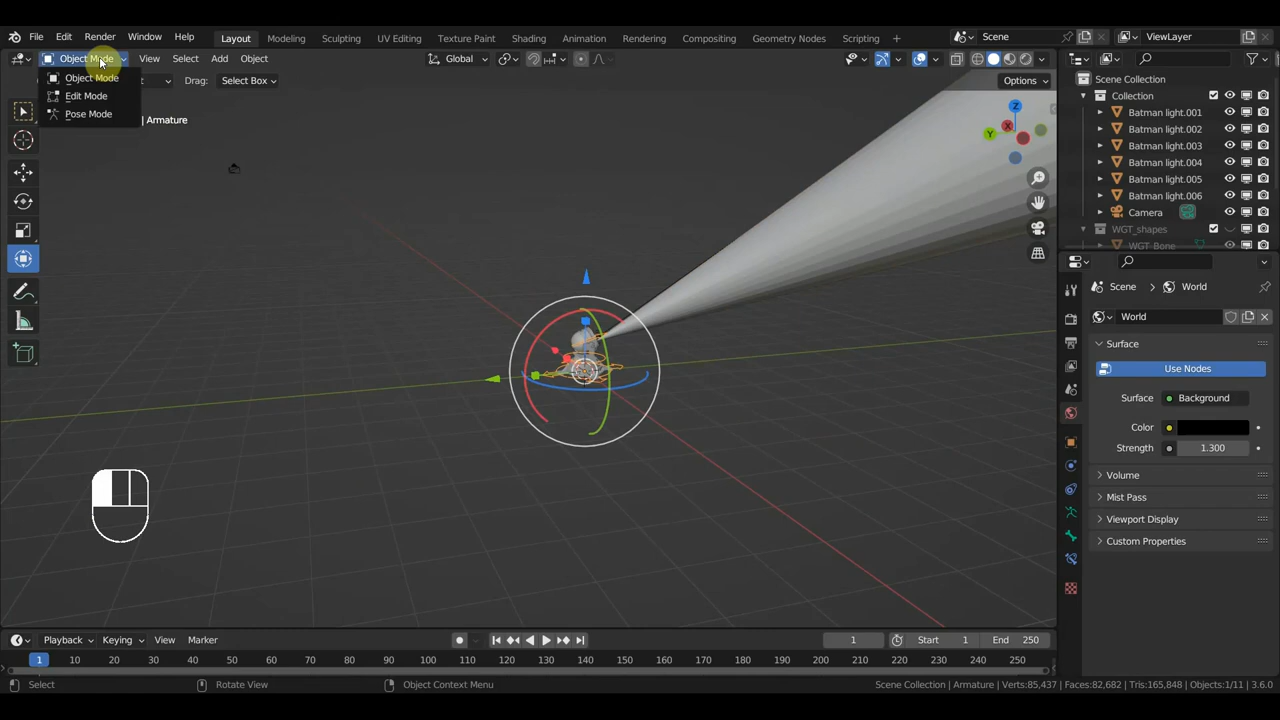 File Edit Render Window Help Layout Modeling Sculpting UV Editing Texture Paint Shading Animation Rendering Compositing Geometry Nodes Scripting Scene ViewLayer
Object Mode View Select Add Object Global
Object Mode Drag: Select Box Options
Edit Mode
Pose Mode
| Armature
Z
X
Y
Scene Collection
Collection
Batman light.001
Batman light.002
Batman light.003
Batman light.004
Batman light.005
Batman light.006
Camera
WGT_shapes
WGT_Bone
Scene World
World
Surface
Use Nodes
Surface Background
Color
Strength 1.300
Volume
Mist Pass
Viewport Display
Custom Properties
Playback Keying View Marker 1 Start 1 End 250
1 10 20 30 40 50 60 70 80 90 100 110 120 130 140 150 160 170 180 190 200 210 220 230 240 250
Select Rotate View Object Context Menu Scene Collection | Armature | Verts:85,437 | Faces:82,682 | Tris:165,848 | Objects:1/11 | 3.6.0